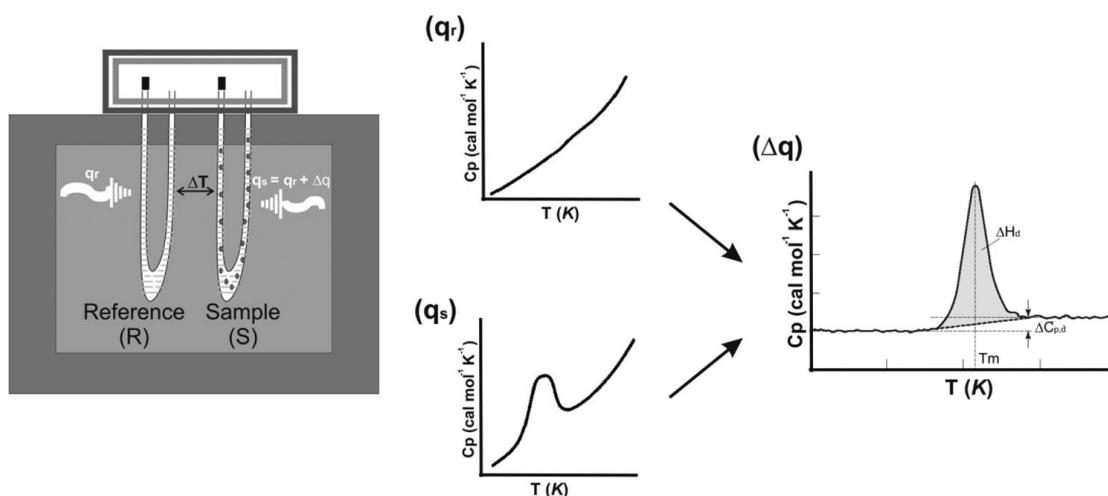 qr
ΔT
qs = qr + Δq
Reference
(R)
Sample
(S)
(qr)
Cp (cal mol⁻¹ K⁻¹)
T (K)
(qs)
Cp (cal mol⁻¹ K⁻¹)
T (K)
(Δq)
Cp (cal mol⁻¹ K⁻¹)
ΔHd
ΔCp,d
Tm
T (K)